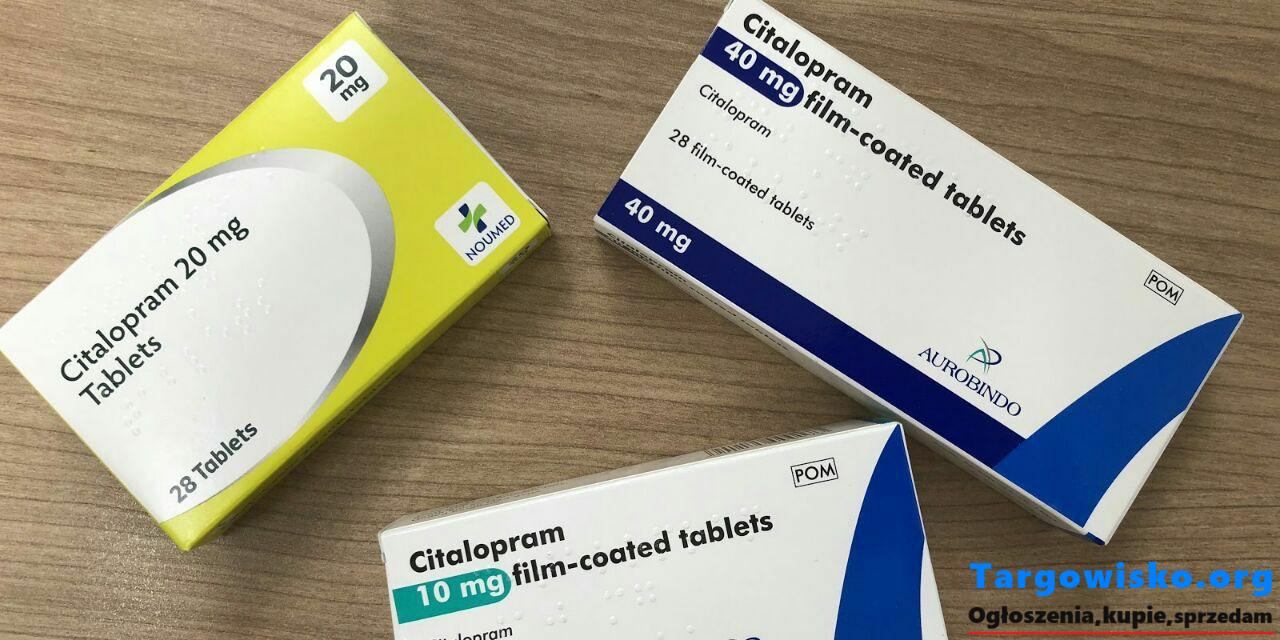 20
mg
NOUMED
Citalopram 20 mg
Tablets
28 Tablets
Citalopram
40 mg film-coated tablets
Citalopram
28 film-coated tablets
40 mg
POM
AUROBINDO
POM
Citalopram
10 mg film-coated tablets
Citalopram
Targowisko.org
Ogłoszenia,kupie,sprzedam